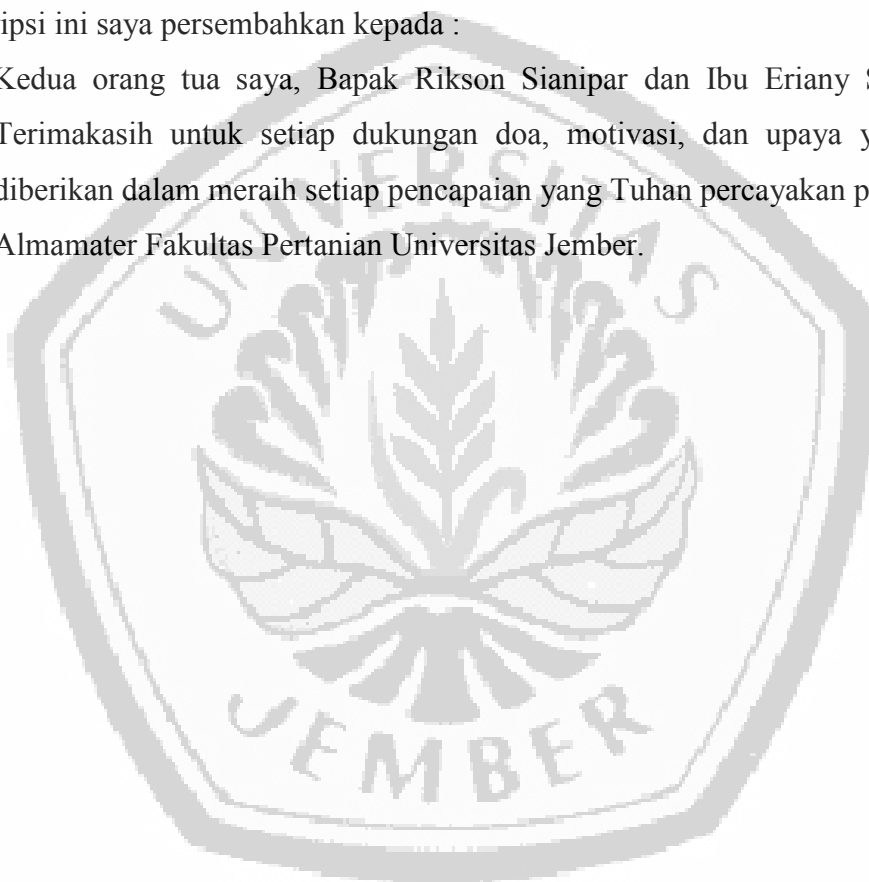 ipsi ini saya persembahkan kepada :
Kedua orang tua saya, Bapak Rikson Sianipar dan Ibu Eriany S
Terimakasih untuk setiap dukungan doa, motivasi, dan upaya y
diberikan dalam meraih setiap pencapaian yang Tuhan percayakan p
Almamater Fakultas Pertanian Universitas Jember.
UNIVERSITAS
JEMBER